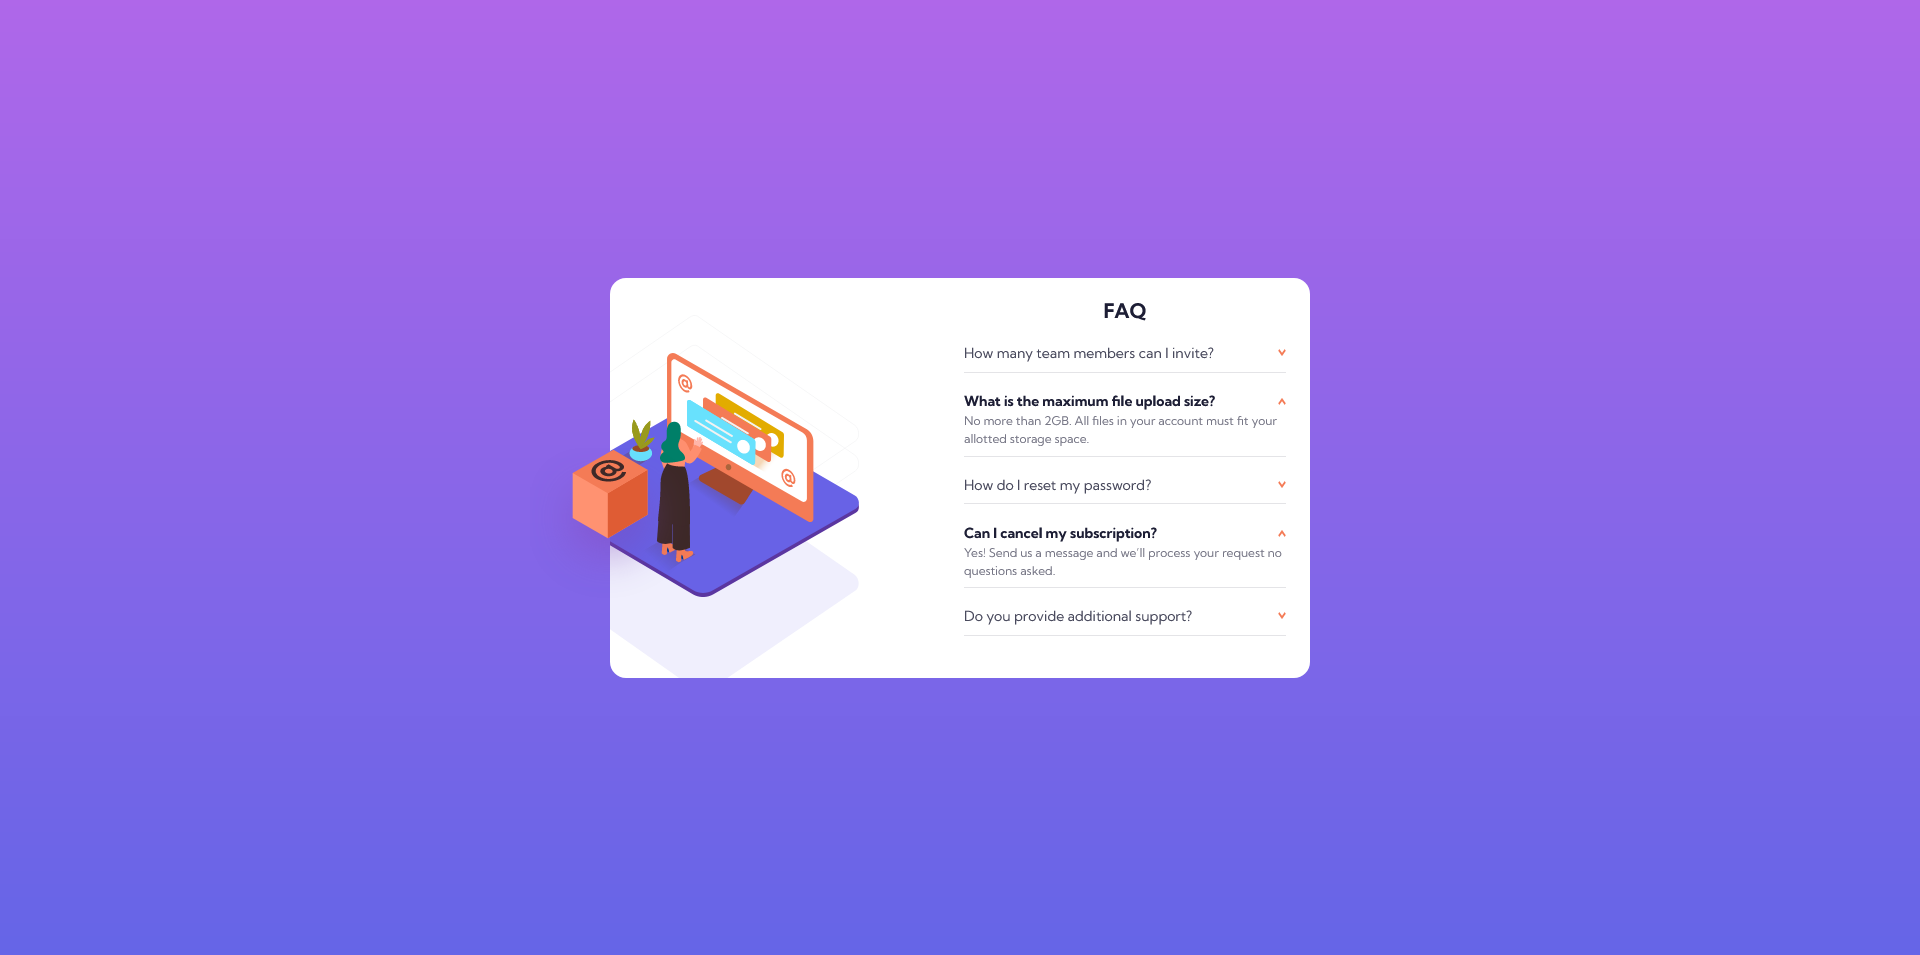 FAQ
How many team members can I invite?
What is the maximum file upload size?
No more than 2GB. All files in your account must fit your
allotted storage space.
How do I reset my password?
Can I cancel my subscription?
Yes! Send us a message and we’ll process your request no
questions asked.
Do you provide additional support?
@
@
@